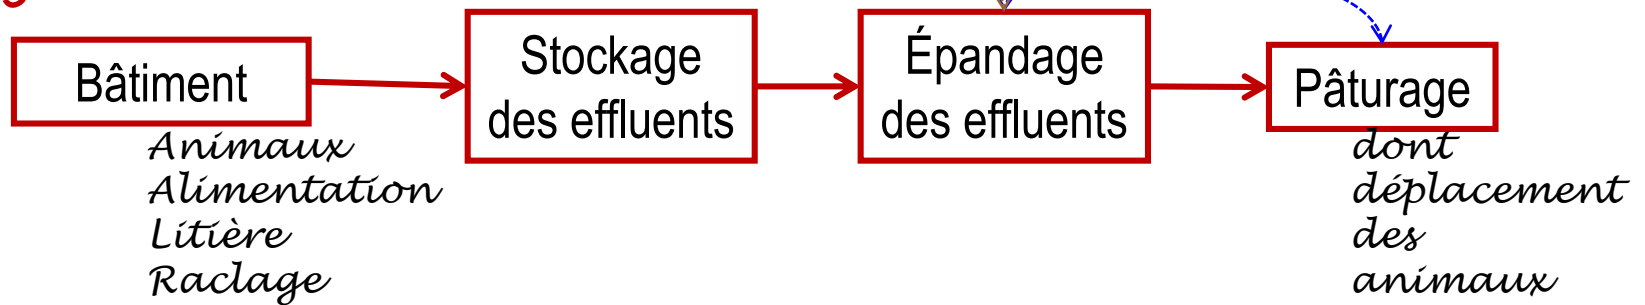 Bâtiment
Animaux
Alimentation
Litière
Raclage
Stockage
des effluents
Épandage
des effluents
Pâturage
dont
déplacement
des
animaux